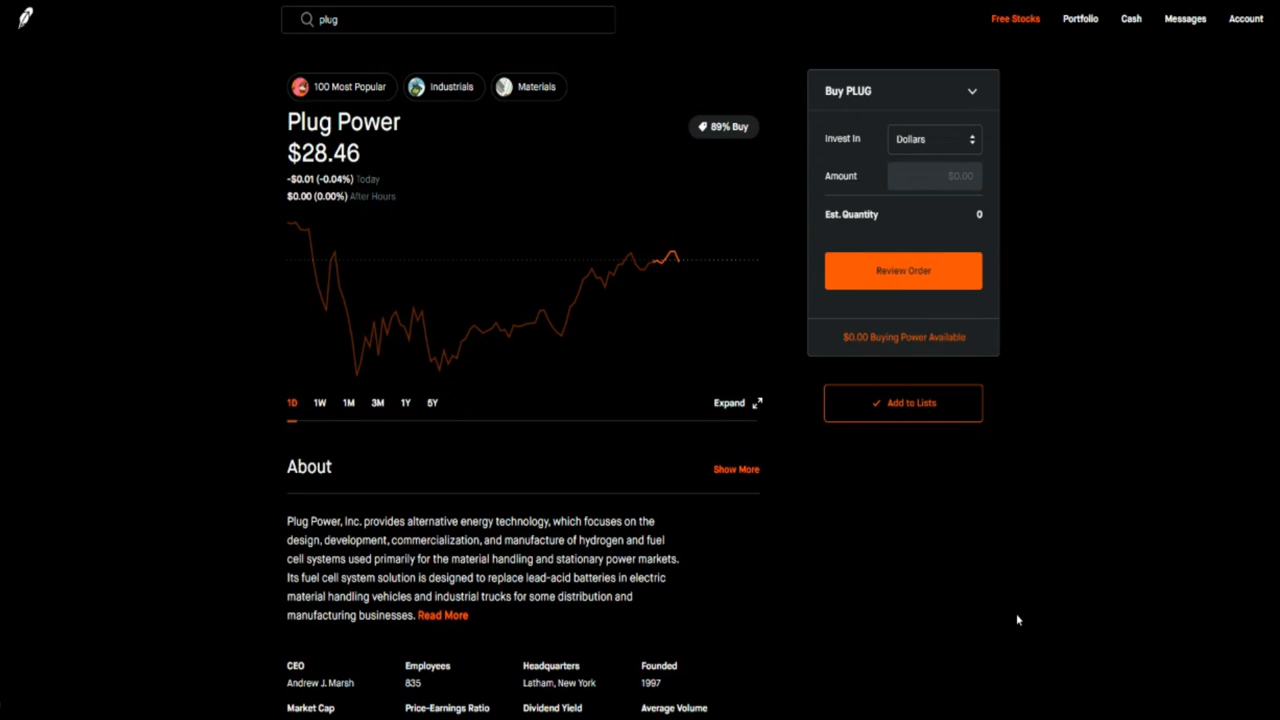 plug
Free Stocks Portfolio Cash Messages Account
100 Most Popular Industrials Materials
Plug Power
$28.46
89% Buy
-$0.01 (-0.04%) Today
$0.00 (0.00%) After Hours
1D 1W 1M 3M 1Y 5Y
Expand
Buy PLUG
Invest In Dollars
Amount $0.00
Est. Quantity 0
Review Order
$0.00 Buying Power Available
Add to Lists
About
Show More
Plug Power, Inc. provides alternative energy technology, which focuses on the
design, development, commercialization, and manufacture of hydrogen and fuel
cell systems used primarily for the material handling and stationary power markets.
Its fuel cell system solution is designed to replace lead-acid batteries in electric
material handling vehicles and industrial trucks for some distribution and
manufacturing businesses. Read More
CEO Employees Headquarters Founded
Andrew J. Marsh 835 Latham, New York 1997
Market Cap Price-Earnings Ratio Dividend Yield Average Volume